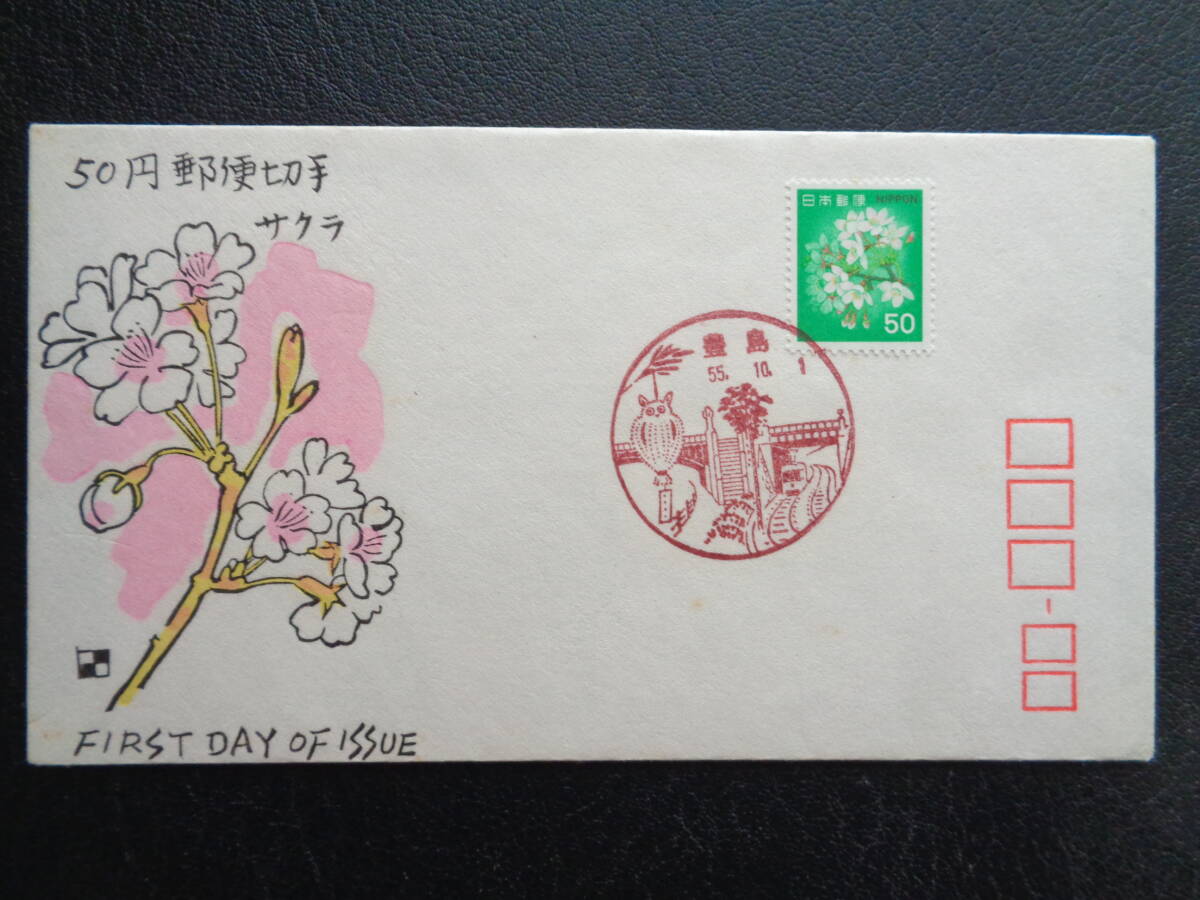 50円郵便切手
サクラ
日本郵便 NIPPON
50
豊島
55. 10. 1
FIRST DAY OF ISSUE